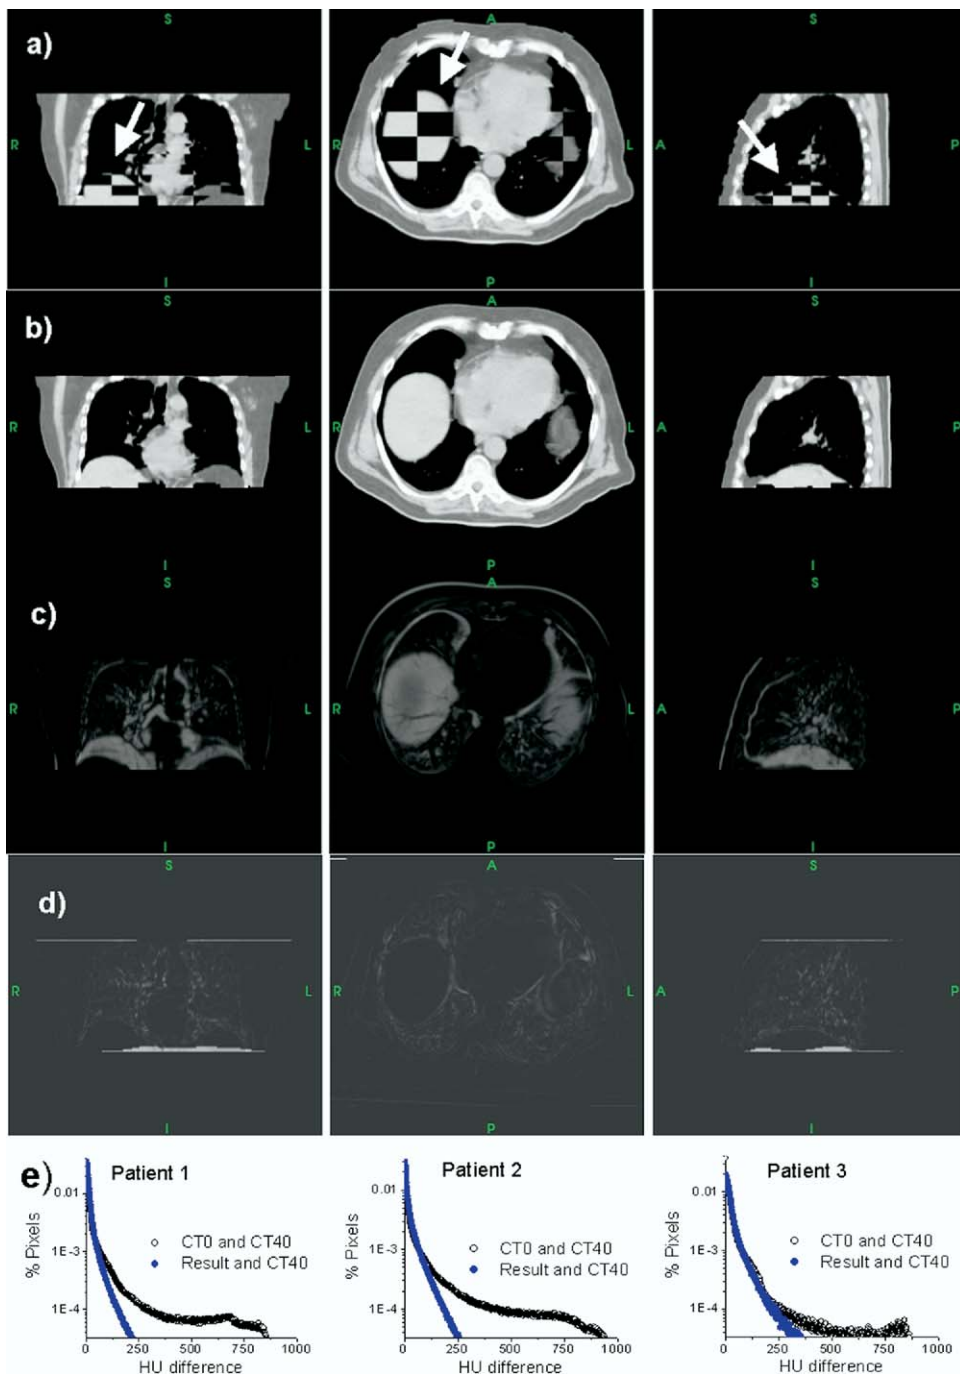 a)
S
A
S
R
L
R
L
A
P
I
P
I
b)
S
A
S
R
L
R
L
A
P
I
P
I
c)
S
A
S
R
L
R
L
A
P
I
P
I
d)
S
A
S
R
L
R
L
A
P
I
P
I
e)
Patient 1
Patient 2
Patient 3
% Pixels
0.01
1E-3
1E-4
CT0 and CT40
Result and CT40
0 250 500 750 1000
HU difference
% Pixels
0.01
1E-3
1E-4
CT0 and CT40
Result and CT40
0 250 500 750 1000
HU difference
% Pixels
0.01
1E-3
1E-4
CT0 and CT40
Result and CT40
0 250 500 750 1000
HU difference